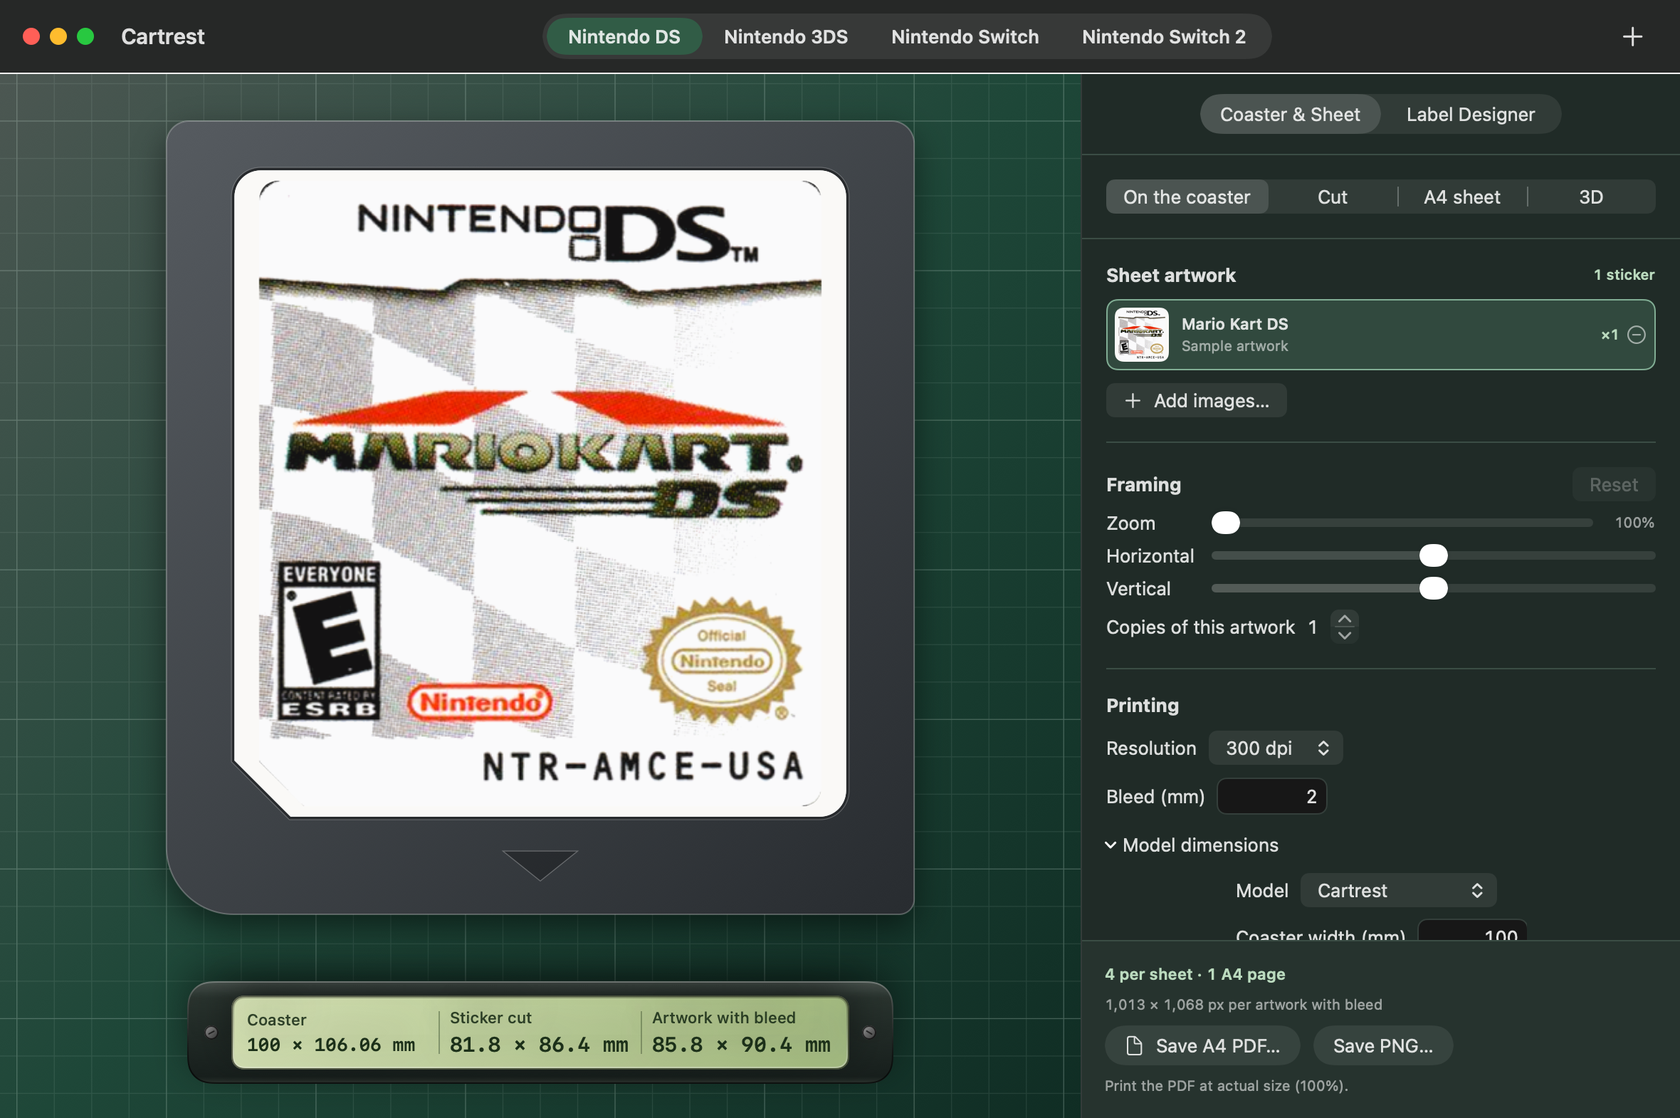 Cartrest
Nintendo DS
Nintendo 3DS
Nintendo Switch
Nintendo Switch 2
Coaster & Sheet
Label Designer
On the coaster
Cut
A4 sheet
3D
NINTENDO DS TM
MARIOKART.
DS
EVERYONE
E
CONTENT RATED BY
ESRB
Nintendo®
Official
Nintendo
Seal
®
NTR-AMCE-USA
Coaster
100 × 106.06 mm
Sticker cut
81.8 × 86.4 mm
Artwork with bleed
85.8 × 90.4 mm
Sheet artwork
1 sticker
Mario Kart DS
Sample artwork
×1
Add images...
Framing
Reset
Zoom
100%
Horizontal
Vertical
Copies of this artwork 1
Printing
Resolution 300 dpi
Bleed (mm) 2
Model dimensions
Model Cartrest
Coaster width (mm) 100
4 per sheet · 1 A4 page
1,013 × 1,068 px per artwork with bleed
Save A4 PDF...
Save PNG...
Print the PDF at actual size (100%).